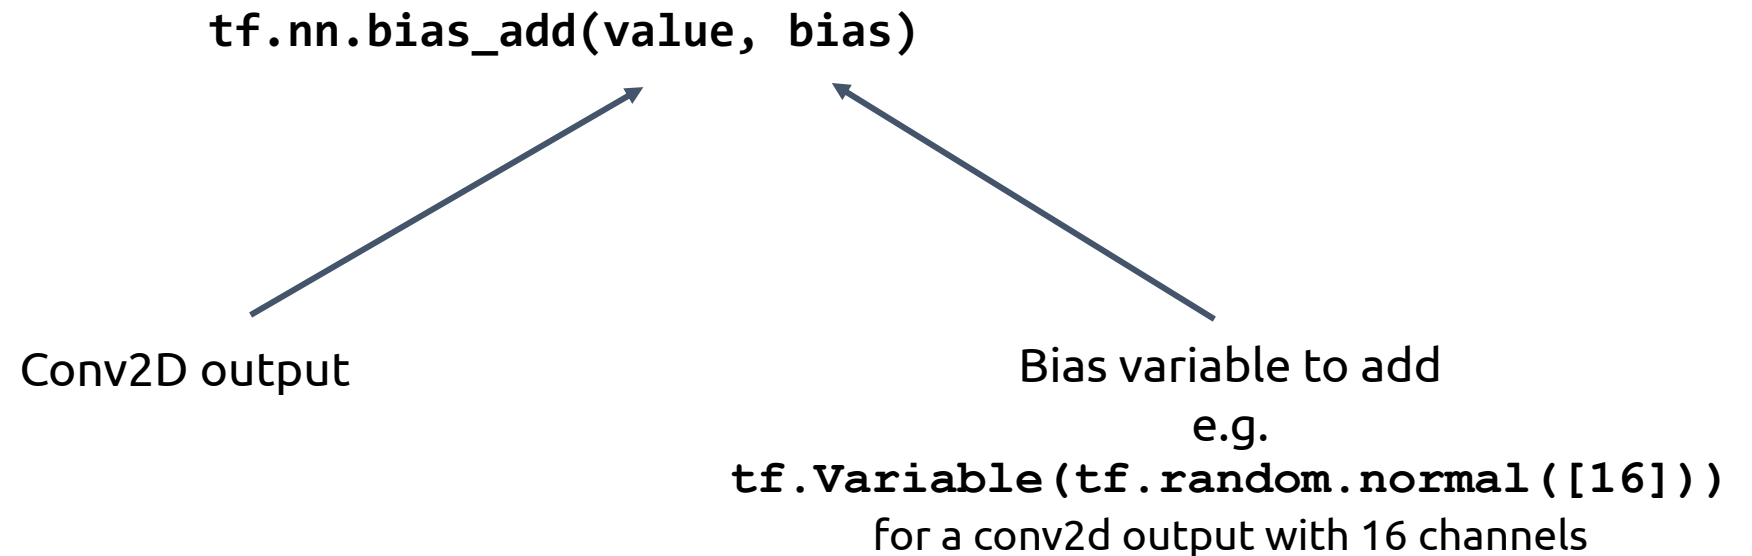 tf.nn.bias_add(value, bias)
Conv2D output
Bias variable to add
e.g.
tf.Variable(tf.random.normal([16]))
for a conv2d output with 16 channels